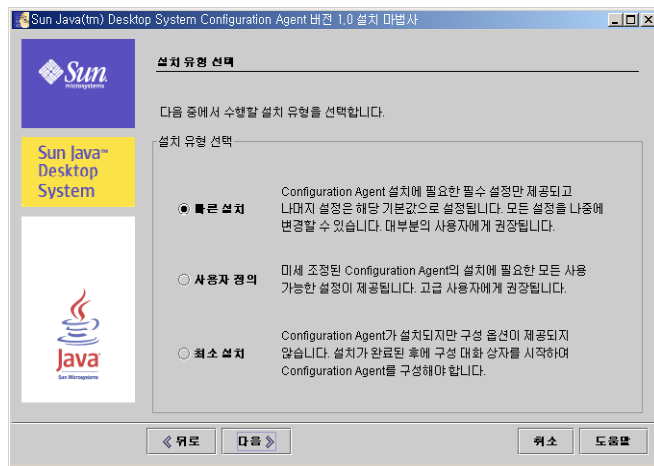 Sun Java(tm) Desktop System Configuration Agent 버전 1,0 설치 마법사
Sun
microsystems
Sun Java™
Desktop
System
Java
Sun Microsystems
설치 유형 선택
다음 중에서 수행할 설치 유형을 선택합니다.
설치 유형 선택
빠른 설치
Configuration Agent 설치에 필요한 필수 설정만 제공되고
나머지 설정은 해당 기본값으로 설정됩니다. 모든 설정을 나중에
변경할 수 있습니다. 대부분의 사용자에게 권장됩니다.
사용자 정의
미세 조정된 Configuration Agent의 설치에 필요한 모든 사용
가능한 설정이 제공됩니다. 고급 사용자에게 권장됩니다.
최소 설치
Configuration Agent가 설치되지만 구성 옵션이 제공되지
않습니다. 설치가 완료된 후에 구성 대화 상자를 시작하여
Configuration Agent를 구성해야 합니다.
뒤로
다음
취소
도움말